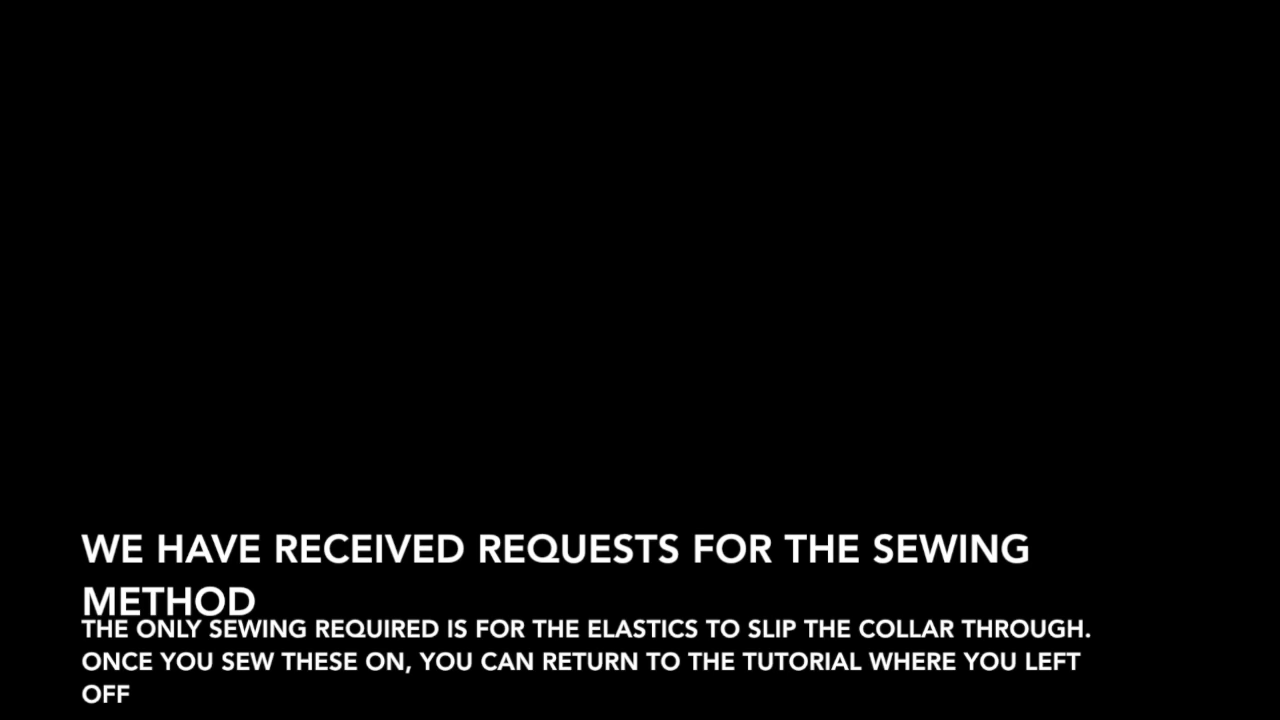 WE HAVE RECEIVED REQUESTS FOR THE SEWING
METHOD
THE ONLY SEWING REQUIRED IS FOR THE ELASTICS TO SLIP THE COLLAR THROUGH.
ONCE YOU SEW THESE ON, YOU CAN RETURN TO THE TUTORIAL WHERE YOU LEFT
OFF